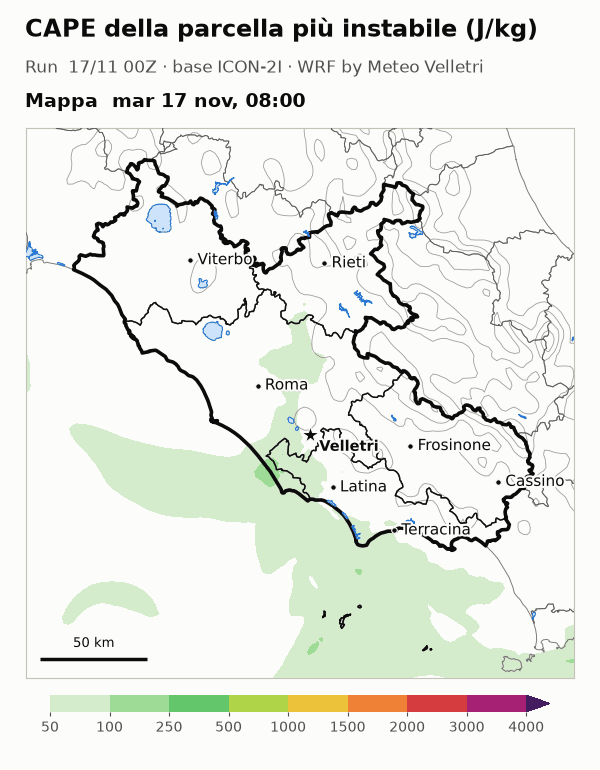 CAPE della parcella più instabile (J/kg)
Run  17/11 00Z · base ICON-2I · WRF by Meteo Velletri
Mappa  mar 17 nov, 08:00
Viterbo
Rieti
Roma
Velletri
Frosinone
Cassino
Latina
Terracina
50 km
50 100 250 500 1000 1500 2000 3000 4000